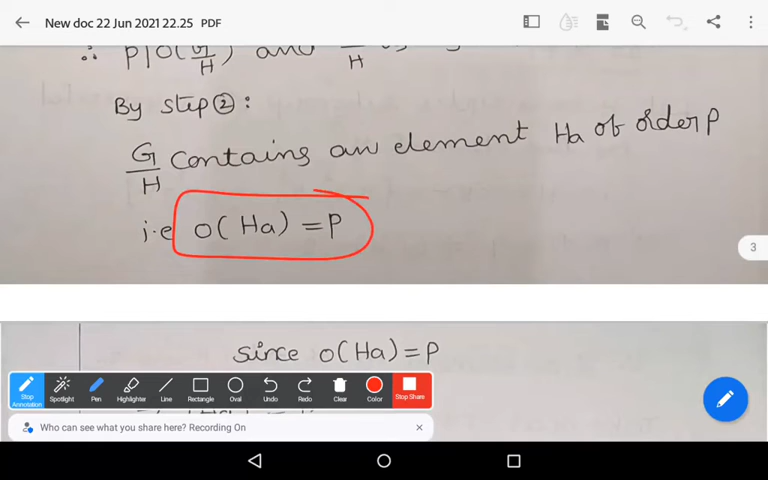 New doc 22 Jun 2021 22.25 PDF
∴ p|o(G/H) and
By step ②:
G/H contains an element Ha of order p
i.e o(Ha) = p
3
since o(Ha) = p
Stop Annotation Spotlight Pen Highlighter Line Rectangle Oval Undo Redo Clear Color Stop Share
Who can see what you share here? Recording On